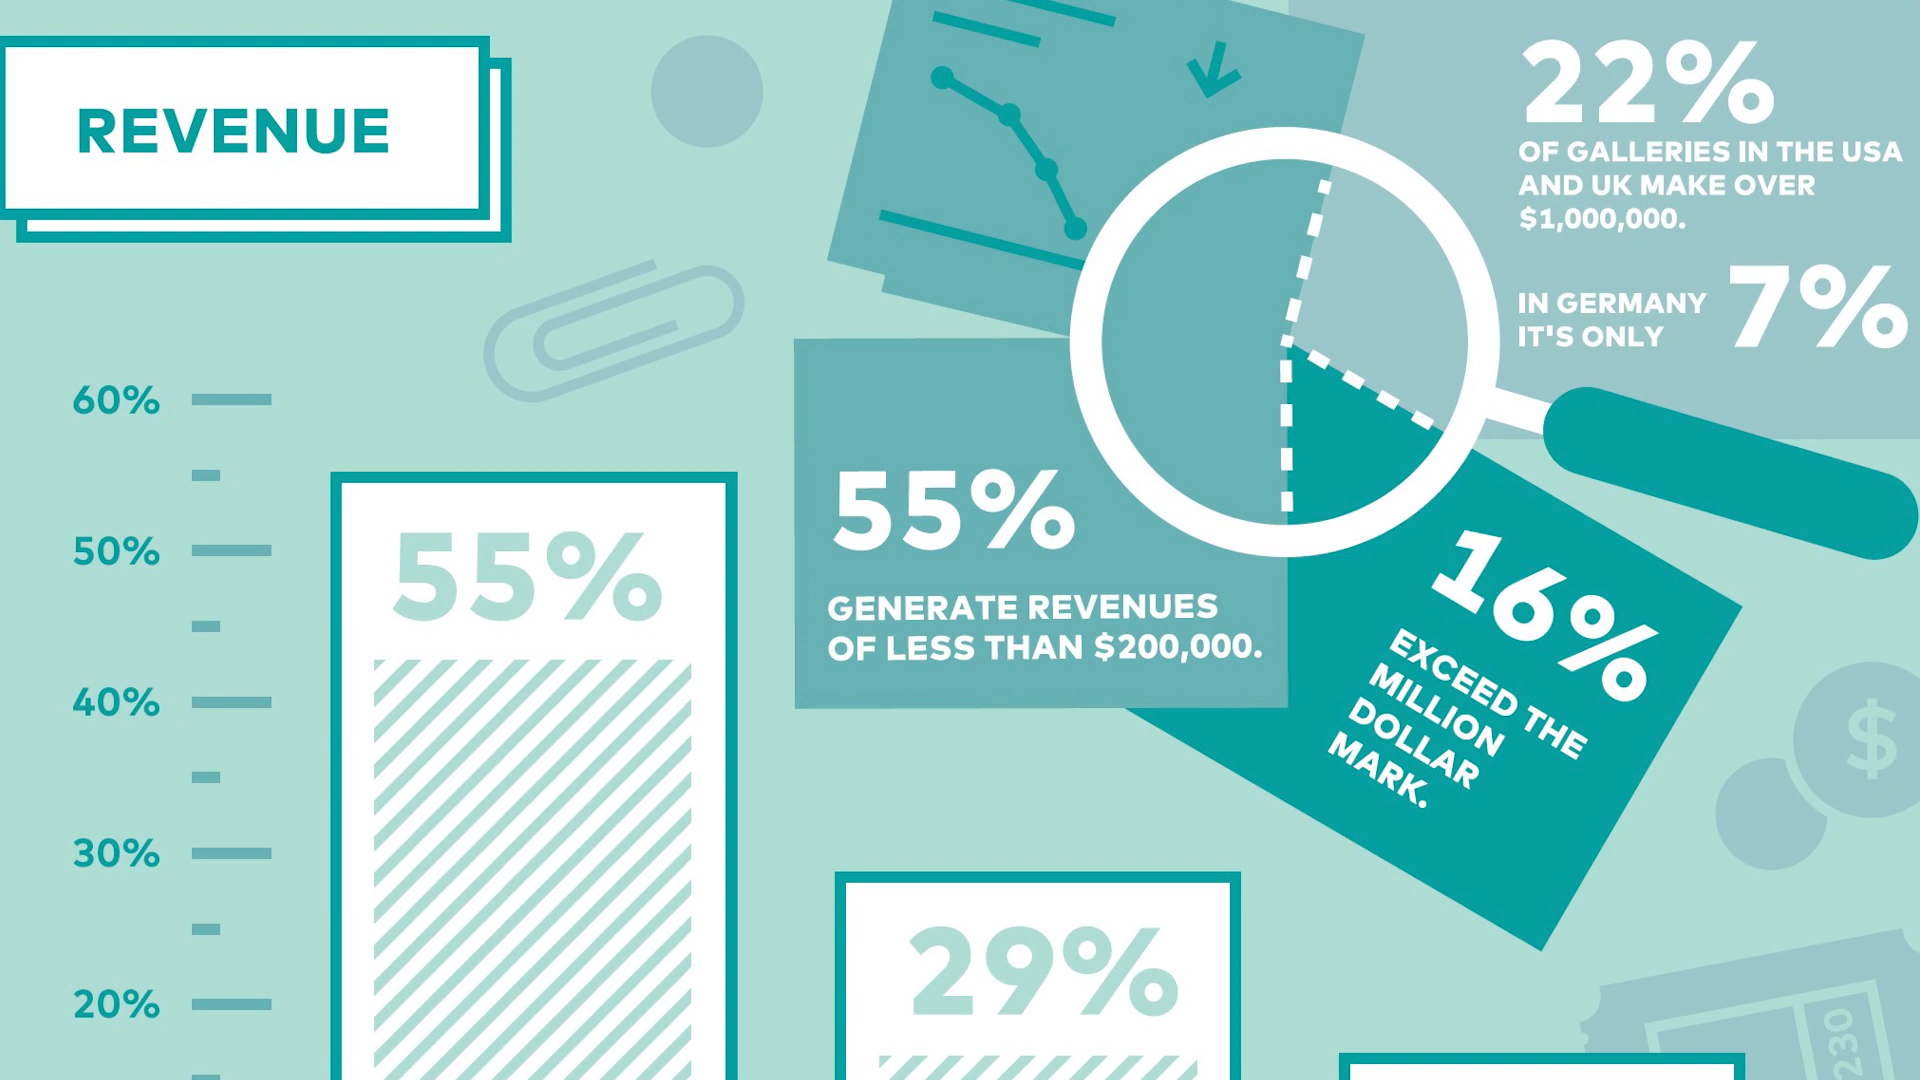 REVENUE
22%
OF GALLERIES IN THE USA
AND UK MAKE OVER
$1,000,000.
IN GERMANY
IT'S ONLY
7%
55%
GENERATE REVENUES
OF LESS THAN $200,000.
16%
EXCEED THE
MILLION
DOLLAR
MARK.
60%
50%
40%
30%
20%
55%
29%
$
230